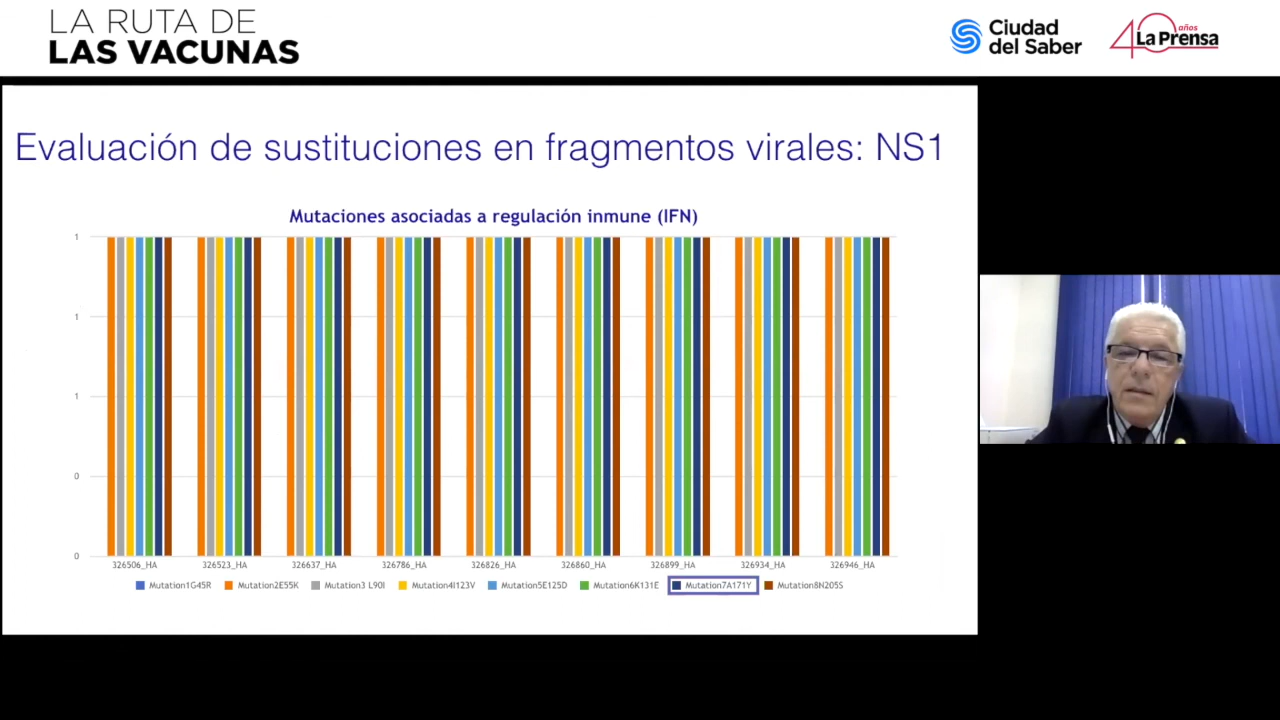 LA RUTA DE
LAS VACUNAS
Ciudad
del Saber
40 años
La Prensa
Evaluación de sustituciones en fragmentos virales: NS1
Mutaciones asociadas a regulación inmune (IFN)
1
1
1
0
0
326506_HA 326523_HA 326637_HA 326786_HA 326826_HA 326860_HA 326899_HA 326934_HA 326946_HA
Mutation1G45R Mutation2E55K Mutation3 L90I Mutation4I123V Mutation5E125D Mutation6K131E Mutation7A171Y Mutation8N205S